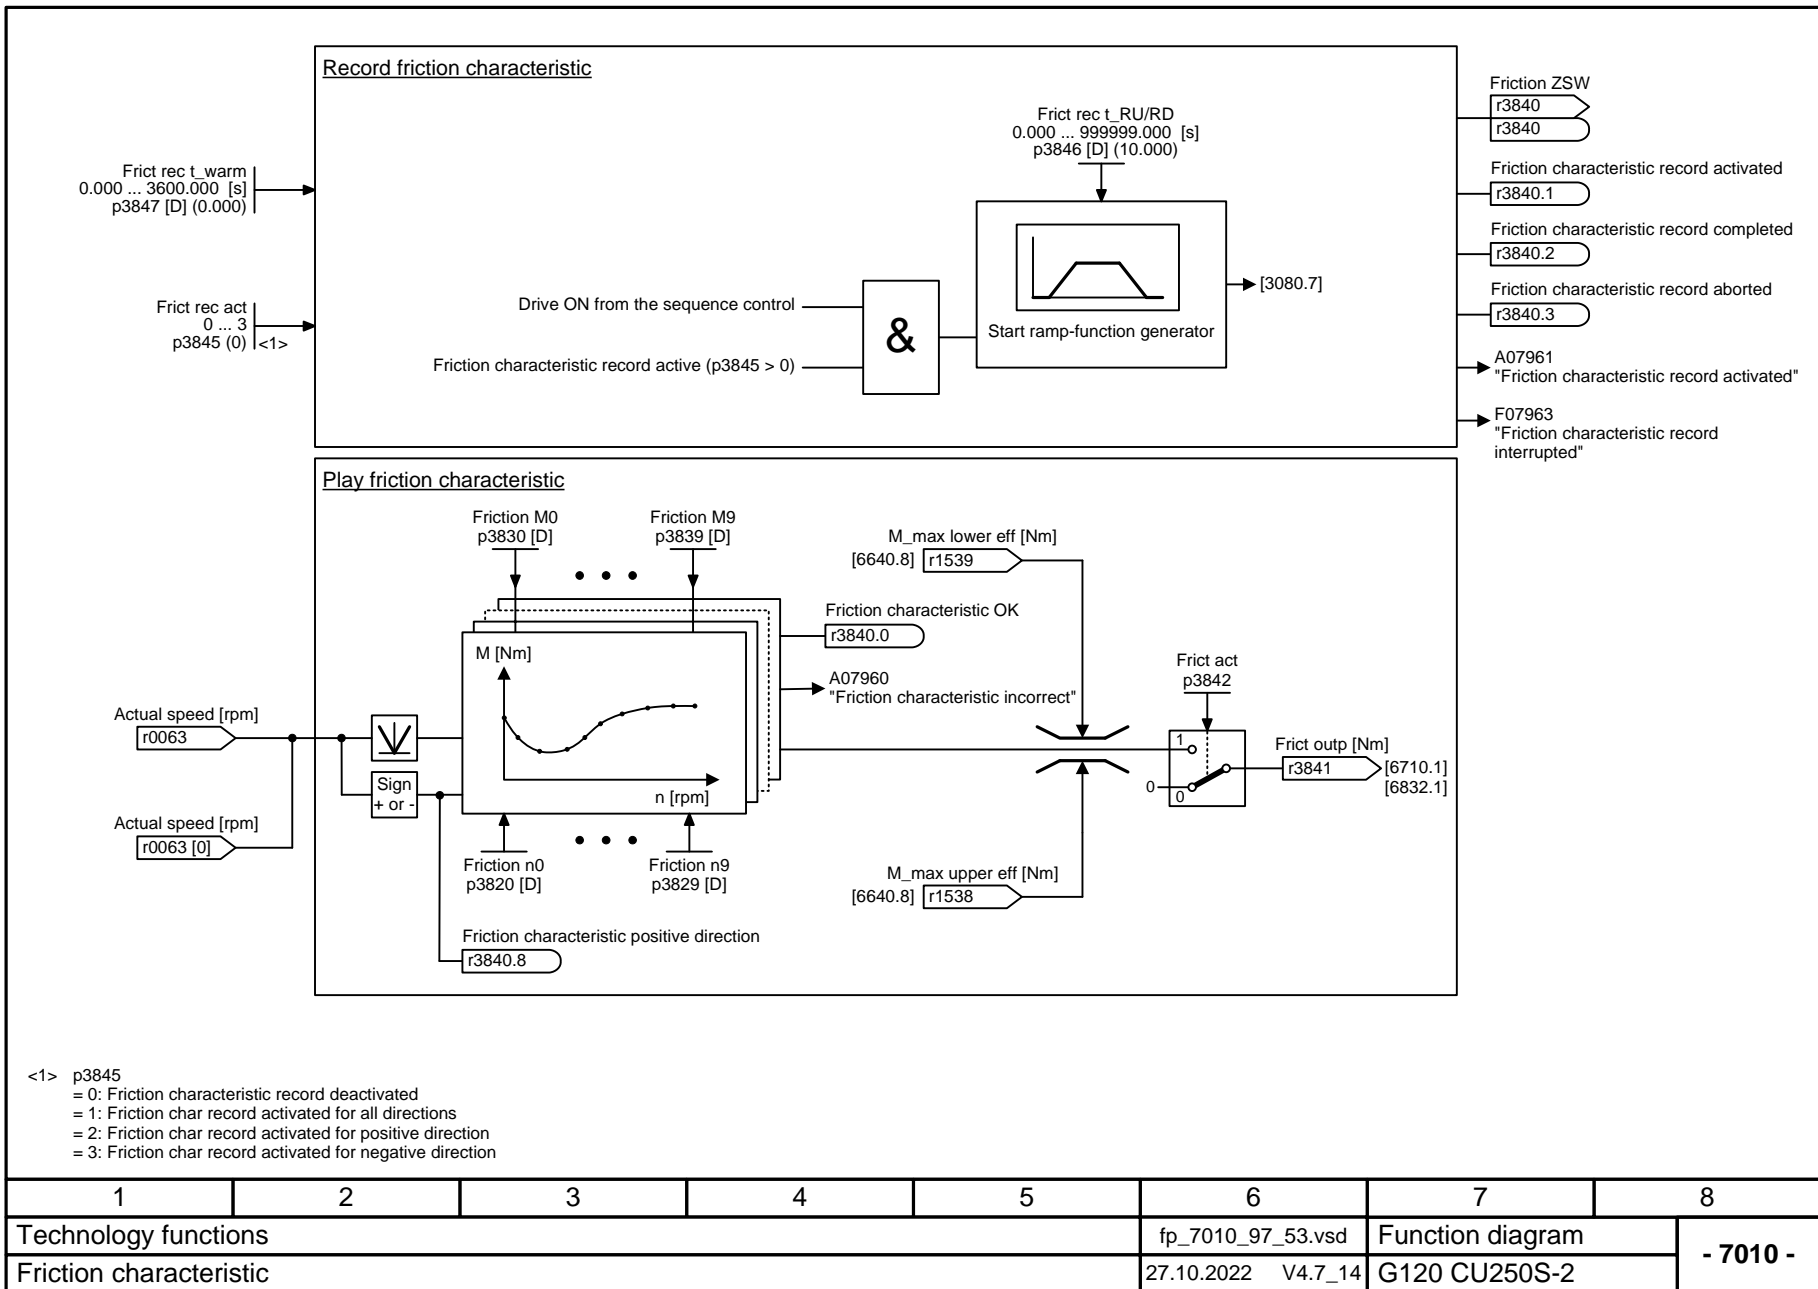 Record friction characteristic
Frict rec t_warm
0.000 ... 3600.000 [s]
p3847 [D] (0.000)
Frict rec act
0 ... 3
p3845 (0)
<1>
Frict rec t_RU/RD
0.000 ... 999999.000 [s]
p3846 [D] (10.000)
Drive ON from the sequence control
Friction characteristic record active (p3845 > 0)
&
Start ramp-function generator
[3080.7]
Friction ZSW
r3840
r3840
Friction characteristic record activated
r3840.1
Friction characteristic record completed
r3840.2
Friction characteristic record aborted
r3840.3
A07961
"Friction characteristic record activated"
F07963
"Friction characteristic record
interrupted"
Play friction characteristic
Friction M0
p3830 [D]
Friction M9
p3839 [D]
M_max lower eff [Nm]
[6640.8] r1539
Friction characteristic OK
r3840.0
A07960
"Friction characteristic incorrect"
M [Nm]
n [rpm]
Actual speed [rpm]
r0063
Sign
+ or -
Actual speed [rpm]
r0063 [0]
Friction n0
p3820 [D]
Friction n9
p3829 [D]
M_max upper eff [Nm]
[6640.8] r1538
Frict act
p3842
1
0
0
Frict outp [Nm]
r3841
[6710.1]
[6832.1]
Friction characteristic positive direction
r3840.8
<1> p3845
= 0: Friction characteristic record deactivated
= 1: Friction char record activated for all directions
= 2: Friction char record activated for positive direction
= 3: Friction char record activated for negative direction
1 2 3 4 5 6 7 8
Technology functions
fp_7010_97_53.vsd
Function diagram
- 7010 -
Friction characteristic
27.10.2022 V4.7_14
G120 CU250S-2